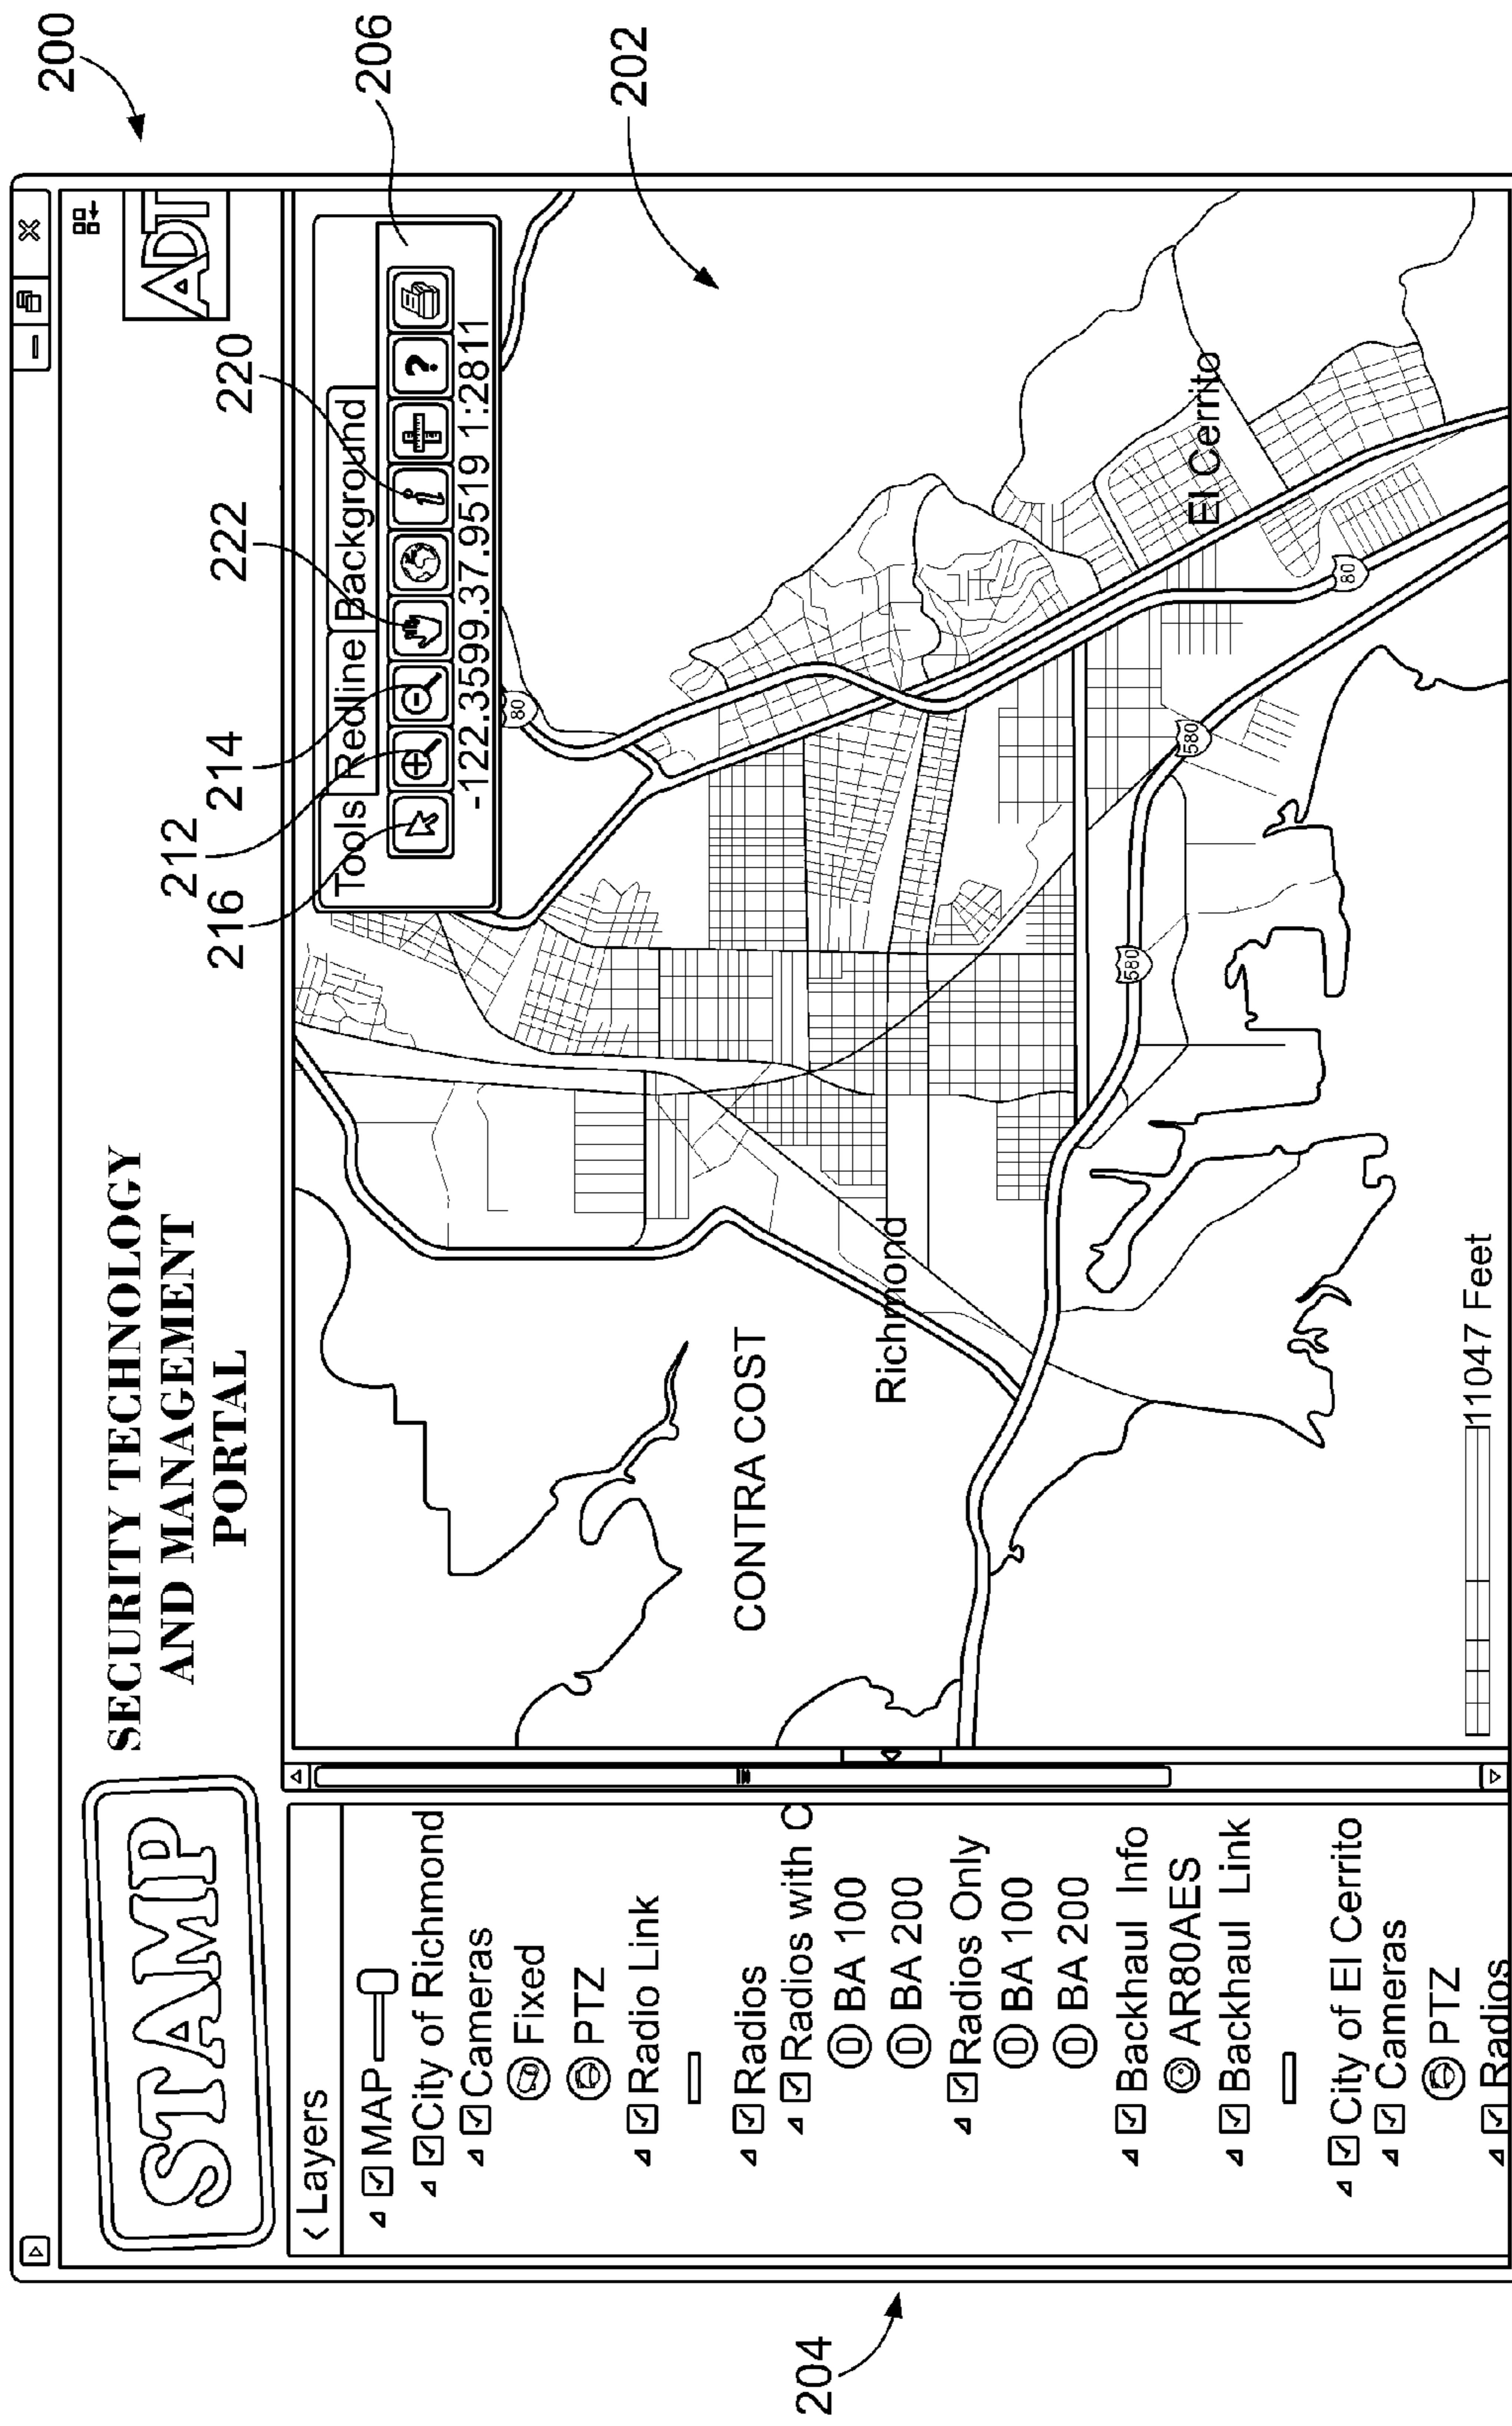 200
STAMP
SECURITY TECHNOLOGY
AND MANAGEMENT
PORTAL
ADT
216
212
214
222
220
206
202
204
Tools
Redline
Background
-122.3599.37.9519 1:2811
‹ Layers
MAP
City of Richmond
Cameras
Fixed
PTZ
Radio Link
Radios
Radios with C
BA 100
BA 200
Radios Only
BA 100
BA 200
Backhaul Info
AR80AES
Backhaul Link
City of El Cerrito
Cameras
PTZ
Radios
CONTRA COST
Richmond
El Cerrito
80
80
580
580
11047 Feet